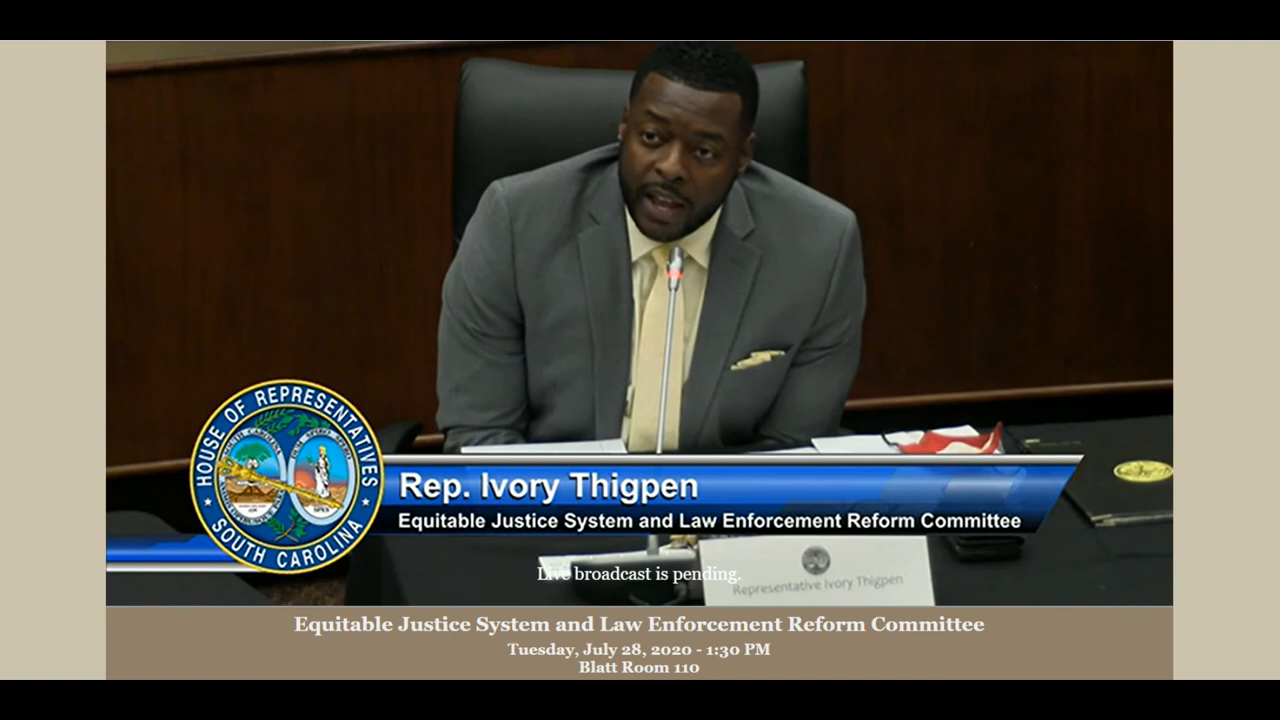 HOUSE OF REPRESENTATIVES
SOUTH CAROLINA
Rep. Ivory Thigpen
Equitable Justice System and Law Enforcement Reform Committee
Live broadcast is pending.
Representative Ivory Thigpen
Equitable Justice System and Law Enforcement Reform Committee
Tuesday, July 28, 2020 - 1:30 PM
Blatt Room 110